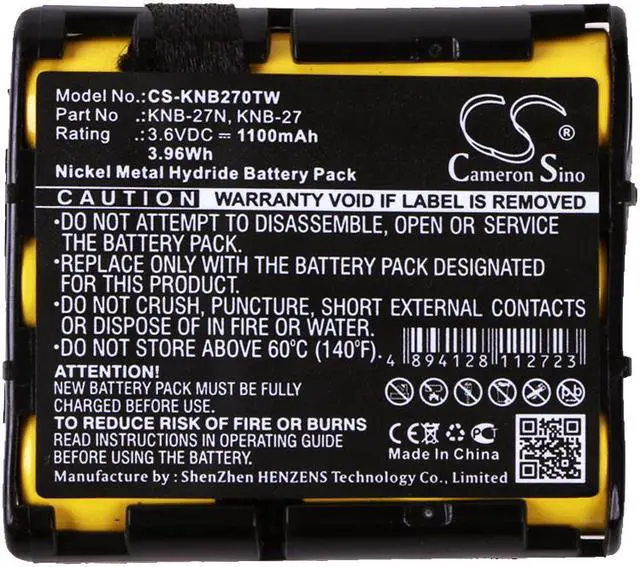 Model No.: CS-KNB270TW
Part No :KNB-27N, KNB-27
Rating :3.6VDC ⎓ 1100mAh
3.96Wh
Nickel Metal Hydride Battery Pack
CS ®
Cameron Sino
CAUTION WARRANTY VOID IF LABEL IS REMOVED
•DO NOT ATTEMPT TO DISASSEMBLE, OPEN OR SERVICE
THE BATTERY PACK.
•REPLACE ONLY WITH THE BATTERY PACK DESIGNATED
FOR THIS PRODUCT.
•DO NOT CRUSH, PUNCTURE, SHORT EXTERNAL CONTACTS
OR DISPOSE OF IN FIRE OR WATER.
•DO NOT STORE ABOVE 60°C (140°F).
4 894128 112723
ATTENTION!
NEW BATTERY PACK MUST BE FULLY
CHARGED BEFORE USE.
TO REDUCE RISK OF FIRE OR BURNS
READ AND UNDERSTAND OPERATING GUIDE
BEFORE USING THE BATTERY.
CE
Made In China
Manufactured by : ShenZhen HENZENS Technology Co., Limited